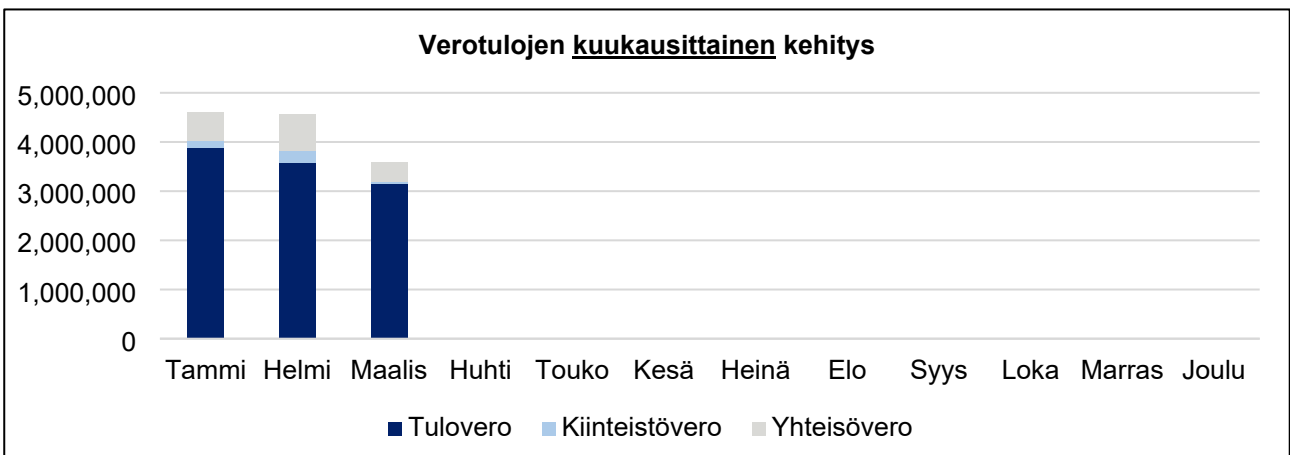 Verotulojen kuukausittainen kehitys
5,000,000
4,000,000
3,000,000
2,000,000
1,000,000
0
Tammi Helmi Maalis Huhti Touko Kesä Heinä Elo Syys Loka Marras Joulu
Tulovero Kiinteistövero Yhteisövero